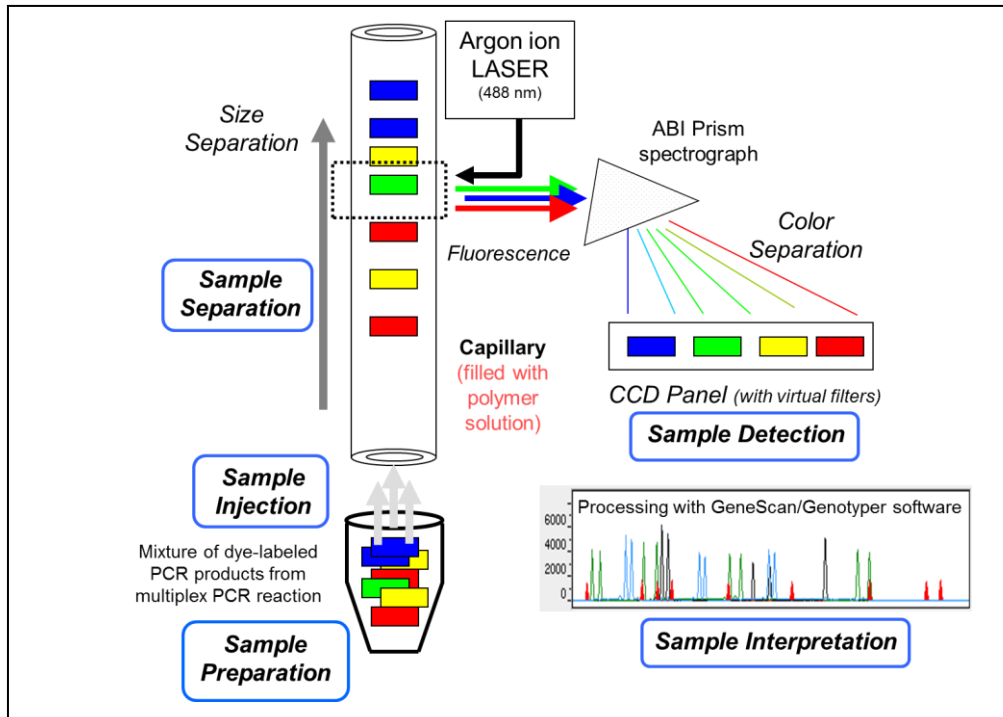 Argon ion
LASER
(488 nm)
Size
Separation
ABI Prism
spectrograph
Color
Separation
Fluorescence
Sample
Separation
Capillary
(filled with
polymer
solution)
CCD Panel (with virtual filters)
Sample Detection
Sample
Injection
Mixture of dye-labeled
PCR products from
multiplex PCR reaction
Sample
Preparation
Processing with GeneScan/Genotyper software
6000
4000
2000
0
Sample Interpretation